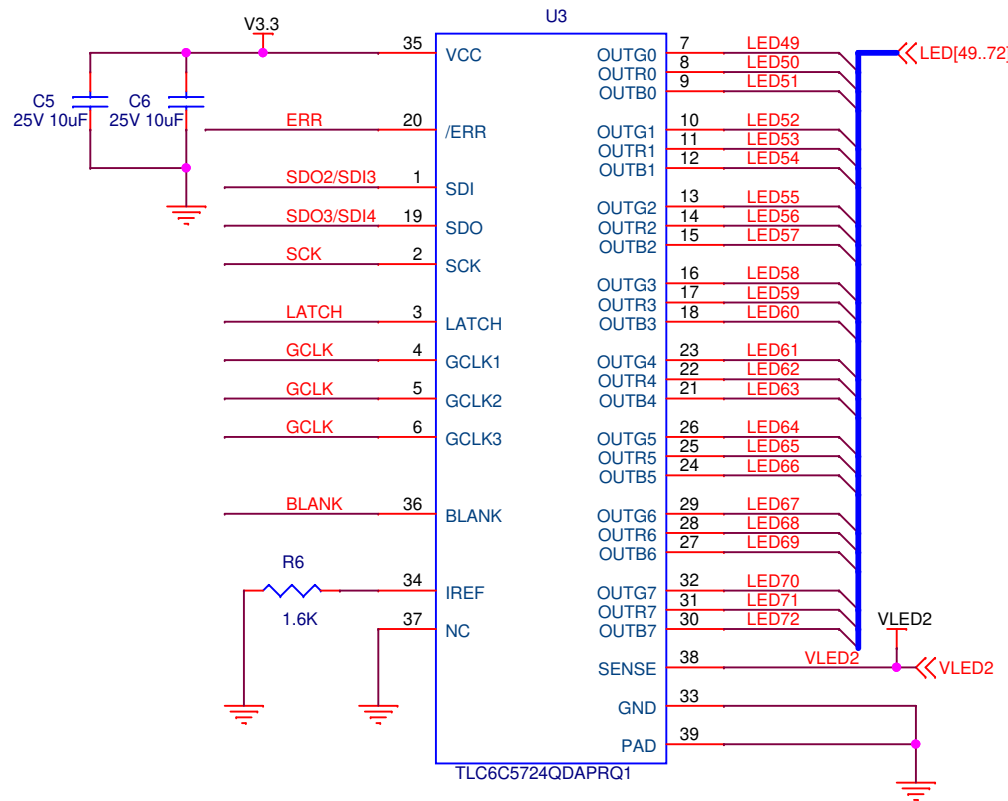 U3
V3.3
35 VCC OUTG0 7 LED49
OUTR0 8 LED50
OUTB0 9 LED51
LED[49..72]
C5 C6
25V 10uF 25V 10uF
ERR 20 /ERR OUTG1 10 LED52
OUTR1 11 LED53
OUTB1 12 LED54
SDO2/SDI3 1 SDI
OUTG2 13 LED55
SDO3/SDI4 19 SDO OUTR2 14 LED56
OUTB2 15 LED57
SCK 2 SCK
OUTG3 16 LED58
OUTR3 17 LED59
LATCH 3 LATCH OUTB3 18 LED60
GCLK 4 GCLK1 OUTG4 23 LED61
OUTR4 22 LED62
GCLK 5 GCLK2 OUTB4 21 LED63
GCLK 6 GCLK3 OUTG5 26 LED64
OUTR5 25 LED65
OUTB5 24 LED66
BLANK 36 BLANK OUTG6 29 LED67
OUTR6 28 LED68
OUTB6 27 LED69
R6
1.6K
34 IREF OUTG7 32 LED70
OUTR7 31 LED71
37 NC OUTB7 30 LED72
VLED2
SENSE 38 VLED2 VLED2
GND 33
PAD 39
TLC6C5724QDAPRQ1